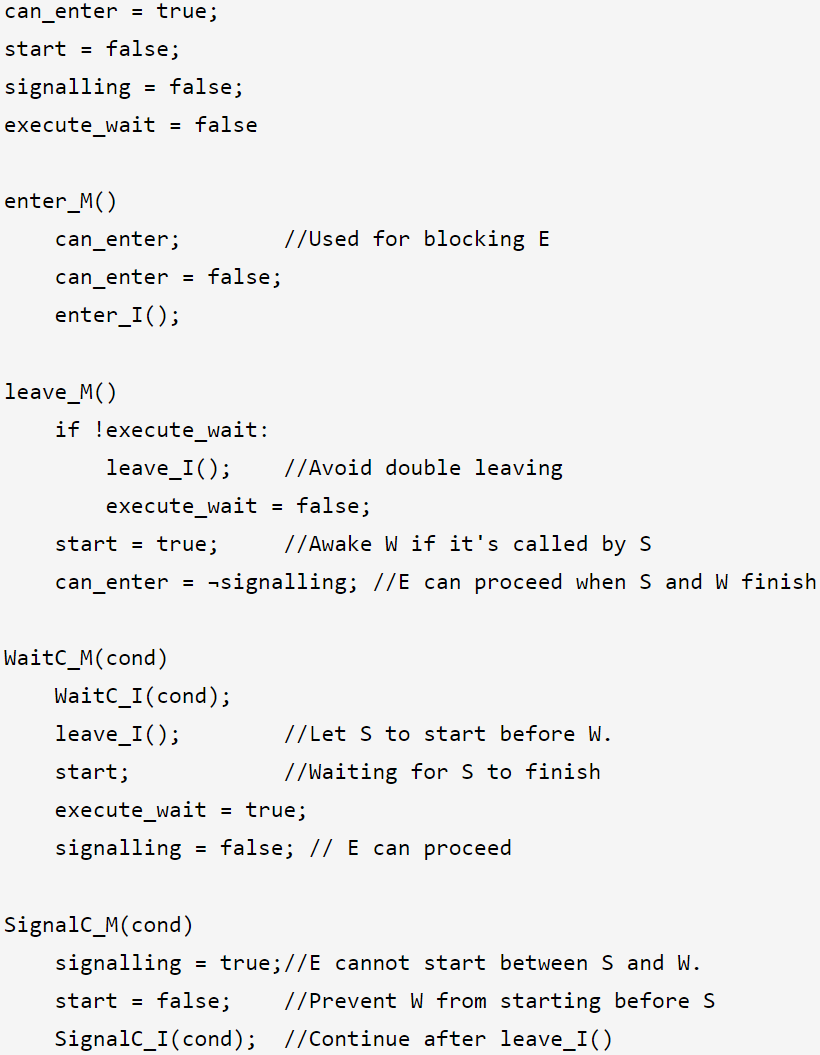 can_enter = true;
start = false;
signalling = false;
execute_wait = false
enter_M()
can_enter; //Used for blocking E
can_enter = false;
enter_I();
leave_M()
if !execute_wait:
leave_I(); //Avoid double leaving
execute_wait = false;
start = true; //Awake W if it's called by S
can_enter = ¬signalling; //E can proceed when S and W finish
WaitC_M(cond)
WaitC_I(cond);
leave_I(); //Let S to start before W.
start; //Waiting for S to finish
execute_wait = true;
signalling = false; // E can proceed
SignalC_M(cond)
signalling = true;//E cannot start between S and W.
start = false; //Prevent W from starting before S
SignalC_I(cond); //Continue after leave_I()